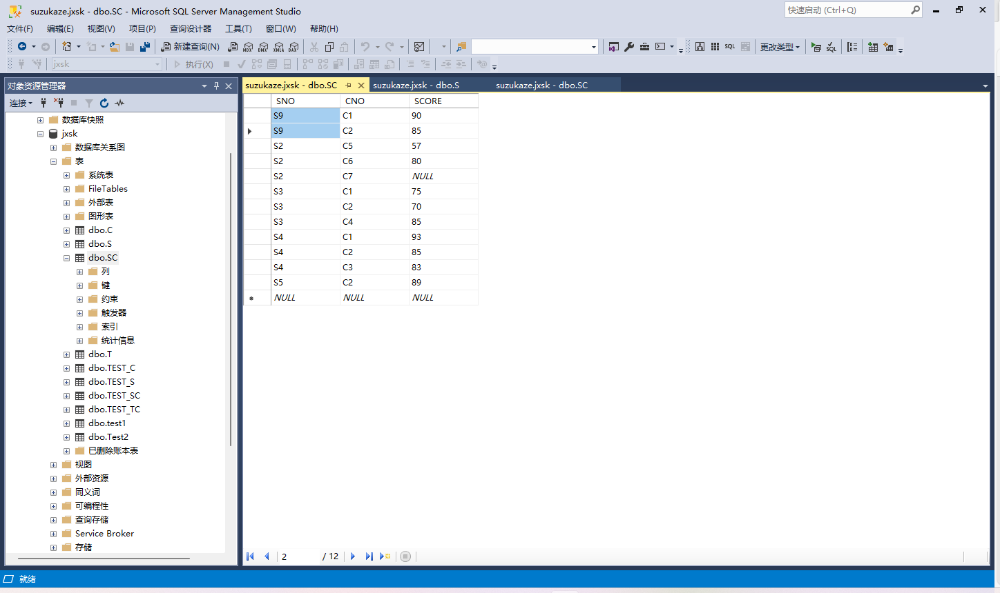 suzukaze.jxsk - dbo.SC - Microsoft SQL Server Management Studio
快速启动 (Ctrl+Q)
文件(F) 编辑(E) 视图(V) 项目(P) 查询设计器 工具(T) 窗口(W) 帮助(H)
新建查询(N) MDX DMX XMLA DAX SQL 更改类型 SQL
jxsk 执行(X)
对象资源管理器
连接
数据库快照
jxsk
数据库关系图
表
系统表
FileTables
外部表
图形表
dbo.C
dbo.S
dbo.SC
列
键
约束
触发器
索引
统计信息
dbo.T
dbo.TEST_C
dbo.TEST_S
dbo.TEST_SC
dbo.TEST_TC
dbo.test1
dbo.Test2
已删除账本表
视图
外部资源
同义词
可编程性
查询存储
Service Broker
存储
suzukaze.jxsk - dbo.SC suzukaze.jxsk - dbo.S suzukaze.jxsk - dbo.SC
SNO CNO SCORE
S9 C1 90
S9 C2 85
S2 C5 57
S2 C6 80
S2 C7 NULL
S3 C1 75
S3 C2 70
S3 C4 85
S4 C1 93
S4 C2 85
S4 C3 83
S5 C2 89
NULL NULL NULL
2 / 12
就绪